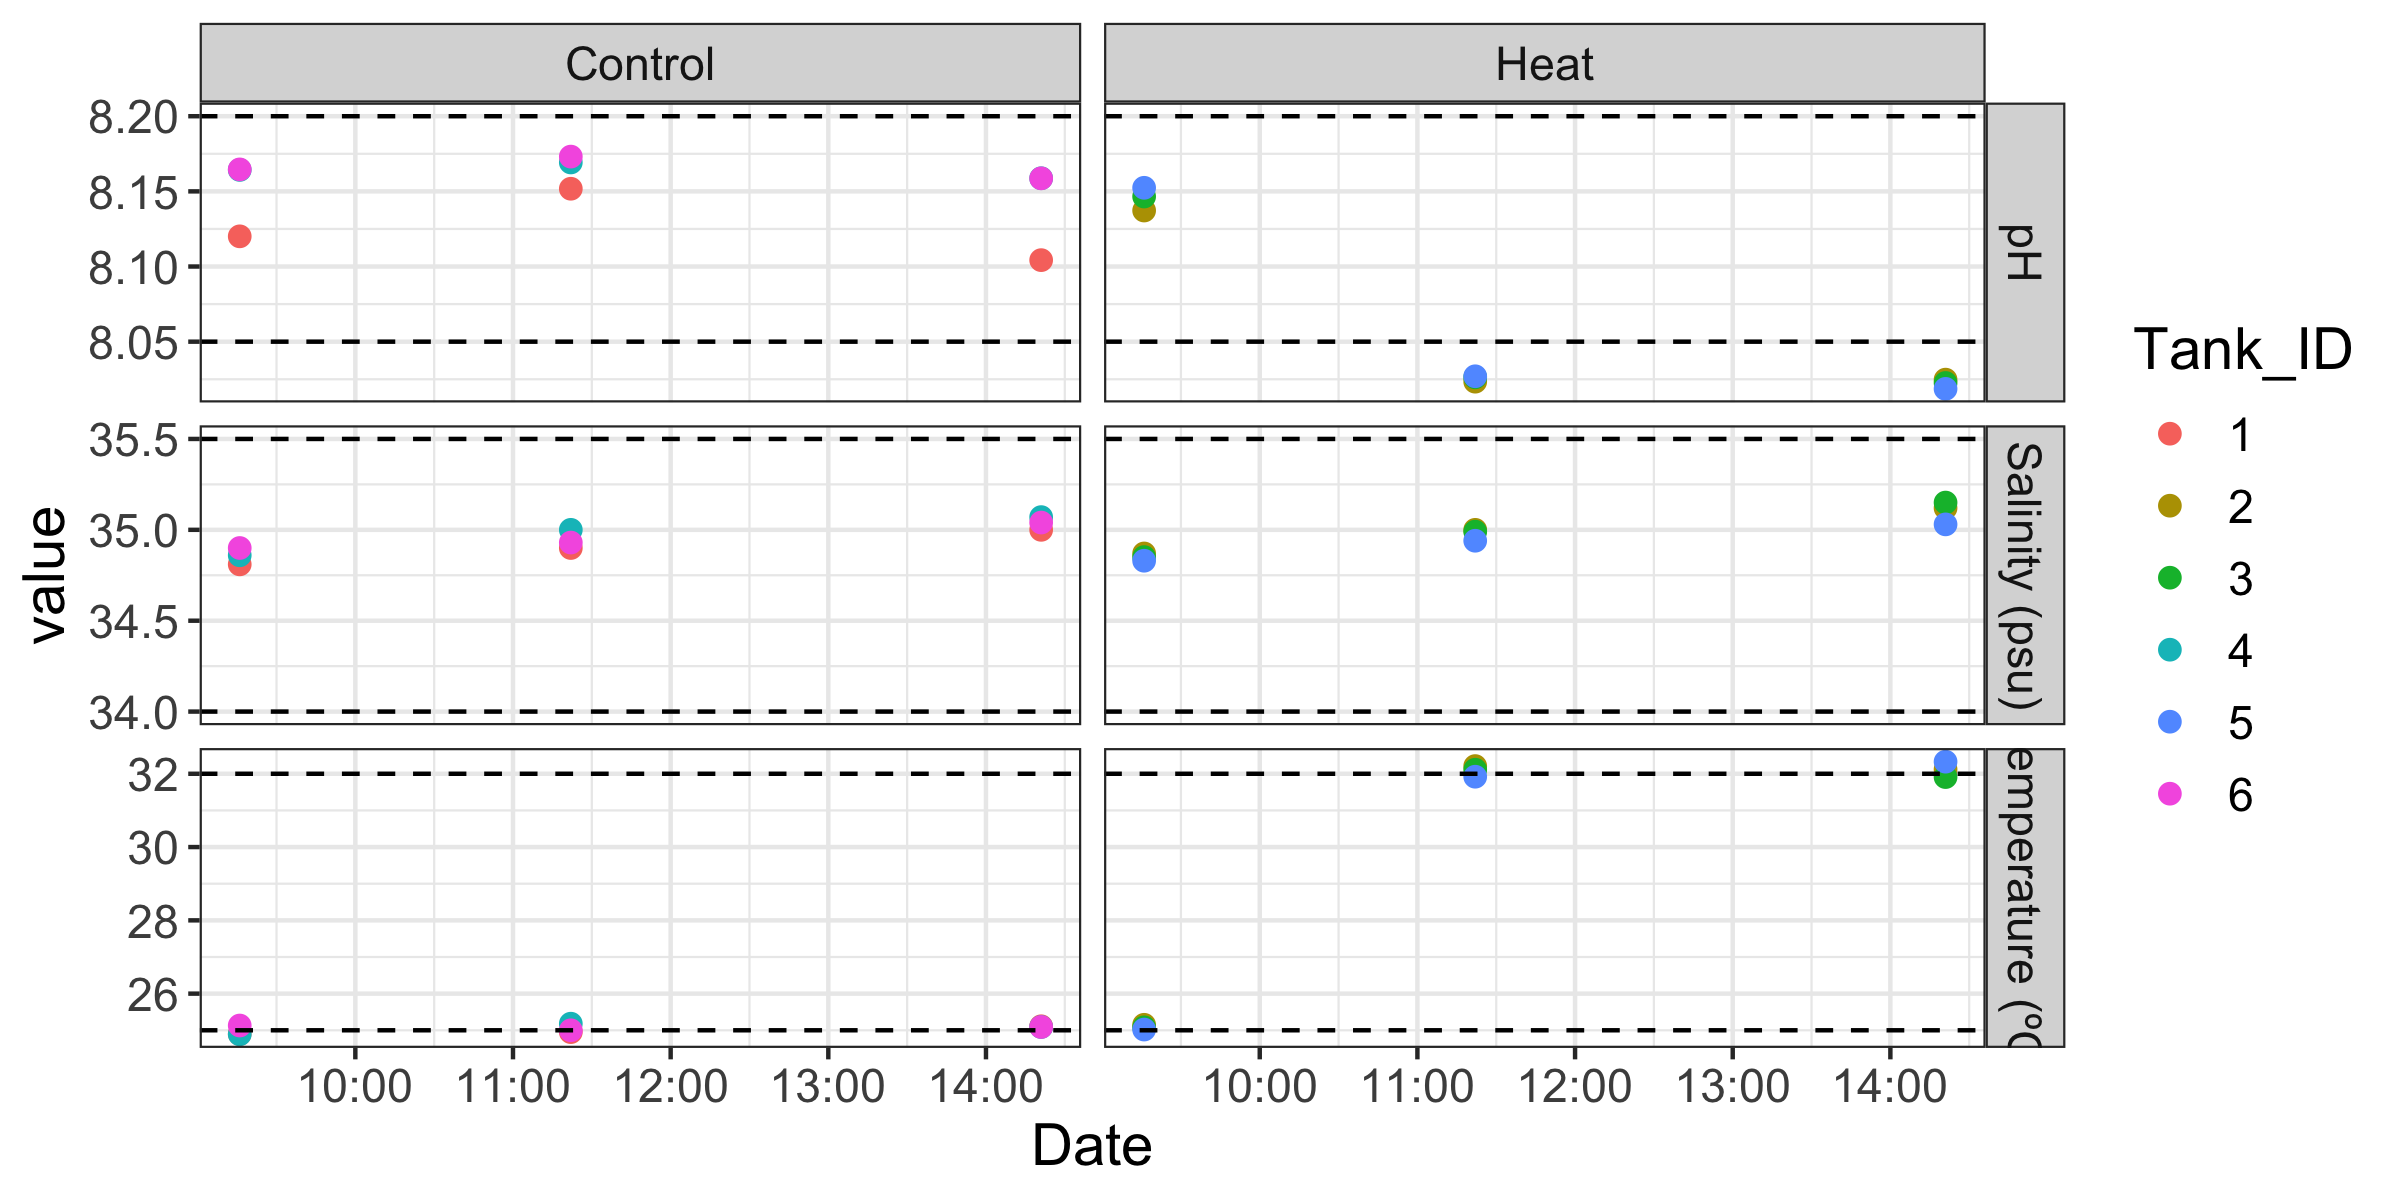 Control Heat
8.20
8.15
8.10
8.05
pH
35.5
35.0
34.5
34.0
Salinity (psu)
32
30
28
26
emperature (º
10:00 11:00 12:00 13:00 14:00 10:00 11:00 12:00 13:00 14:00
Date
value
Tank_ID
1
2
3
4
5
6